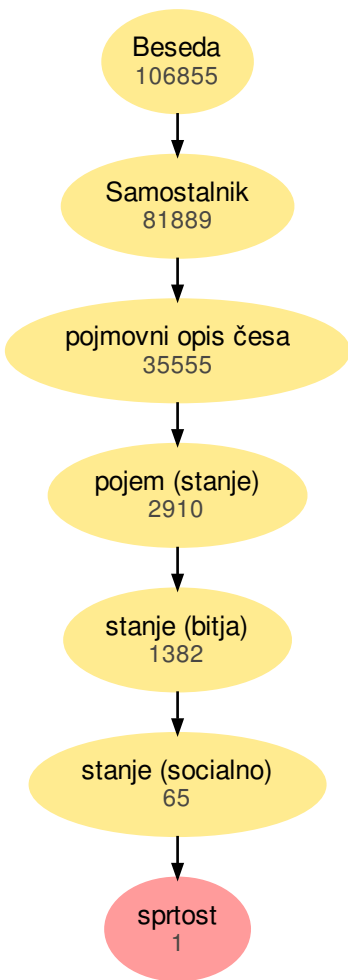 Beseda
106855
Samostalnik
81889
pojmovni opis česa
35555
pojem (stanje)
2910
stanje (bitja)
1382
stanje (socialno)
65
sprtost
1